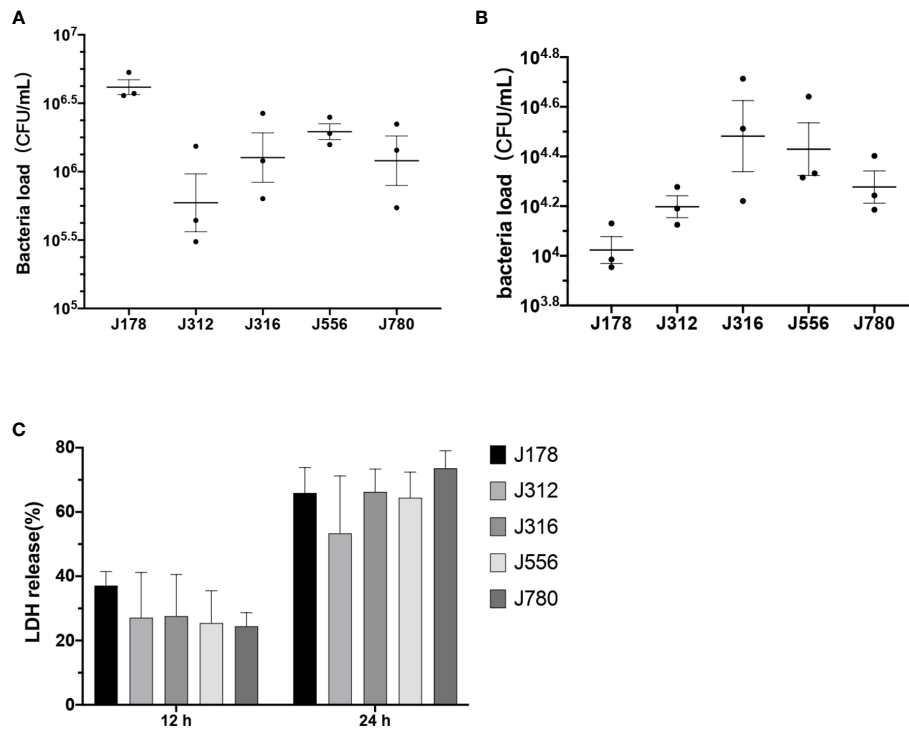 A
Bacteria load (CFU/mL)
10^7
10^6.5
10^6
10^5.5
10^5
J178 J312 J316 J556 J780
B
bacteria load (CFU/mL)
10^4.8
10^4.6
10^4.4
10^4.2
10^4
10^3.8
J178 J312 J316 J556 J780
C
LDH release(%)
80
60
40
20
0
12 h 24 h
J178
J312
J316
J556
J780